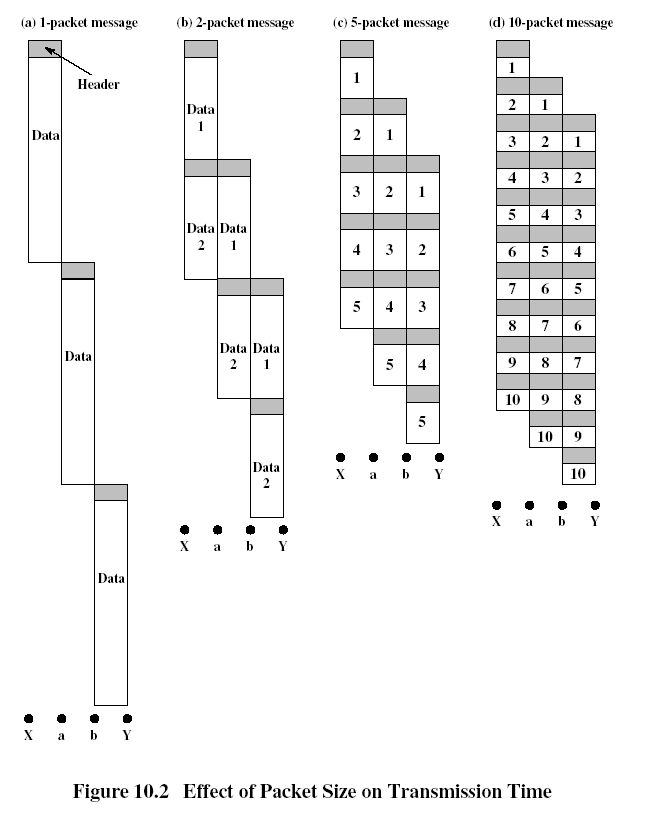 (a) 1-packet message
Header
Data
Data
Data
X a b Y
(b) 2-packet message
Data
1
Data Data
2 1
Data Data
2 1
Data
2
X a b Y
(c) 5-packet message
1
2 1
3 2 1
4 3 2
5 4 3
5 4
5
X a b Y
(d) 10-packet message
1
2 1
3 2 1
4 3 2
5 4 3
6 5 4
7 6 5
8 7 6
9 8 7
10 9 8
10 9
10
X a b Y
Figure 10.2 Effect of Packet Size on Transmission Time